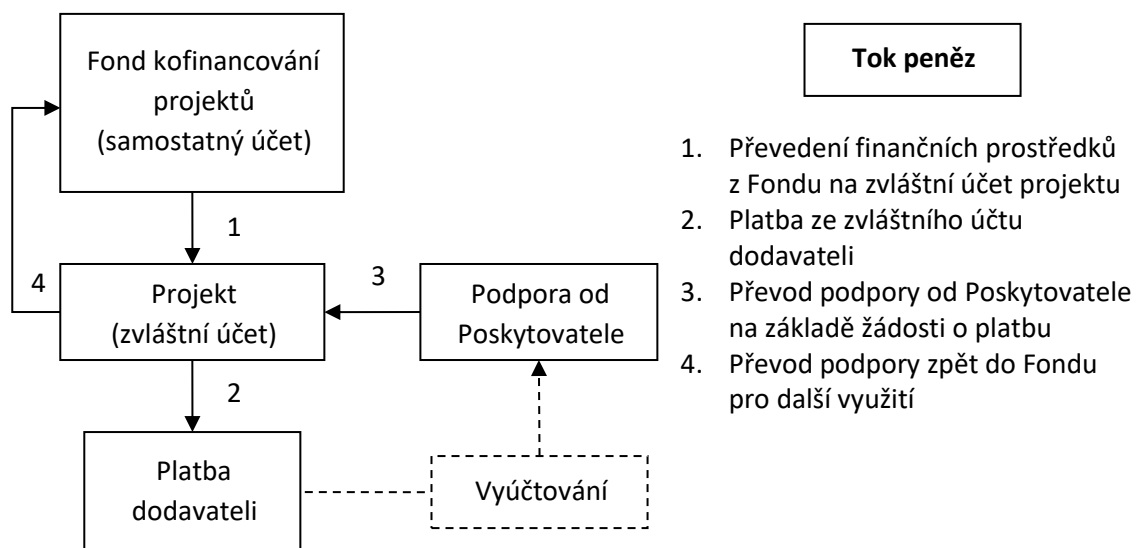 Fond kofinancování
projektů
(samostatný účet)
Tok peněz
1
4
Projekt
(zvláštní účet)
3
Podpora od
Poskytovatele
2
Platba
dodavateli
Vyúčtování
1. Převedení finančních prostředků
z Fondu na zvláštní účet projektu
2. Platba ze zvláštního účtu
dodavateli
3. Převod podpory od Poskytovatele
na základě žádosti o platbu
4. Převod podpory zpět do Fondu
pro další využití